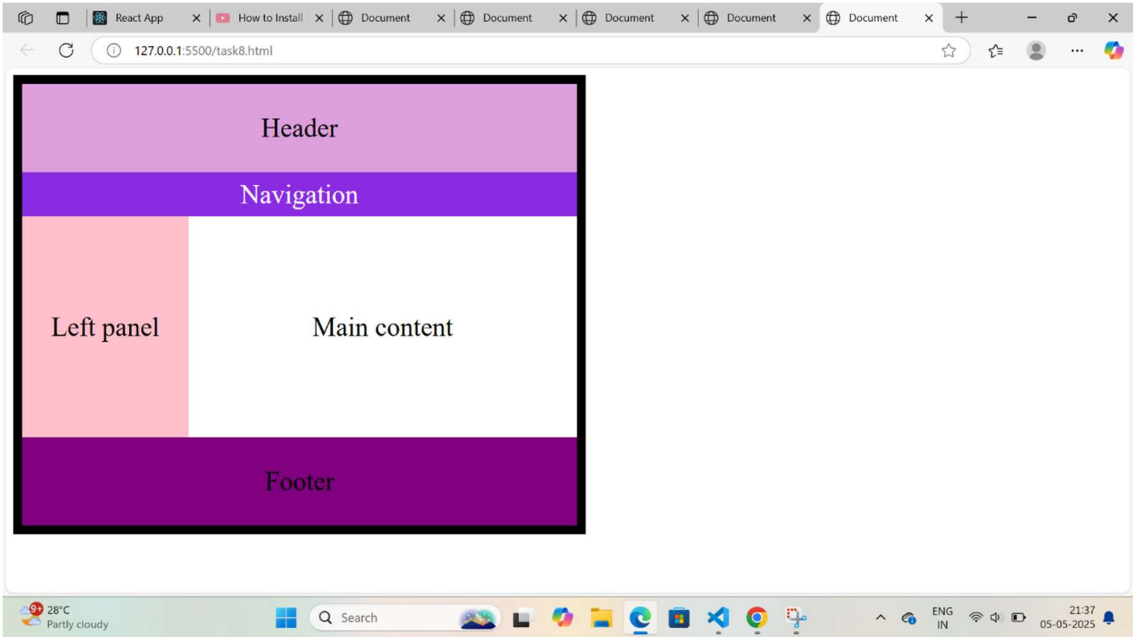 React App
How to Install
Document
Document
Document
Document
Document
127.0.0.1:5500/task8.html
Header
Navigation
Left panel
Main content
Footer
9+
28°C
Partly cloudy
Search
ENG
IN
21:37
05-05-2025